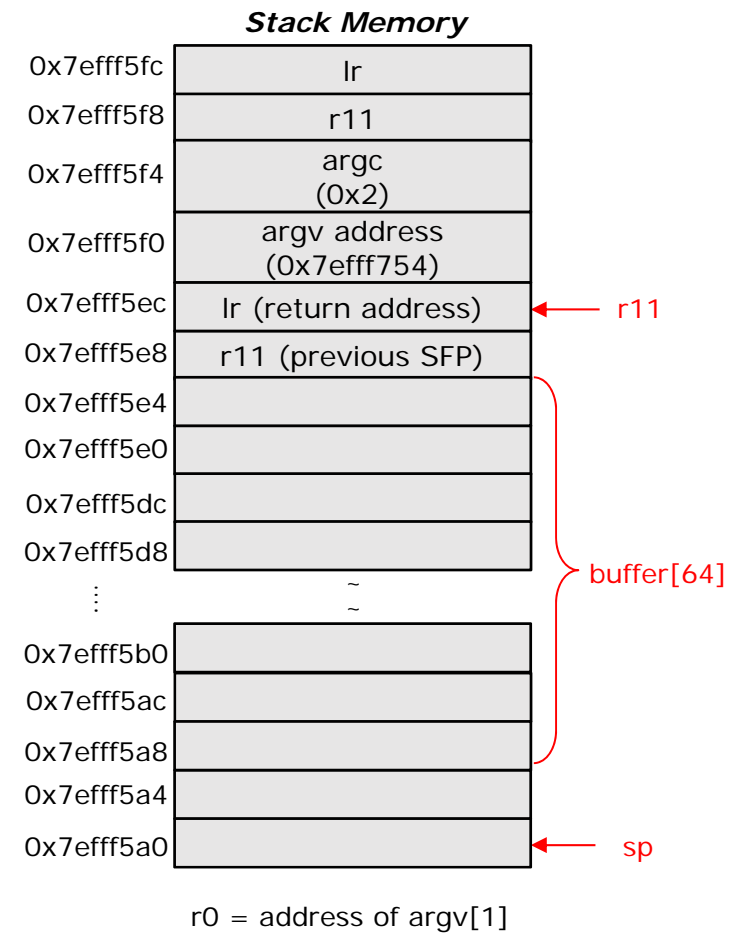 Stack Memory
0x7efff5fc lr
0x7efff5f8 r11
0x7efff5f4 argc
(0x2)
0x7efff5f0 argv address
(0x7efff754)
0x7efff5ec lr (return address) r11
0x7efff5e8 r11 (previous SFP)
0x7efff5e4
0x7efff5e0
0x7efff5dc
0x7efff5d8
~
~
buffer[64]
0x7efff5b0
0x7efff5ac
0x7efff5a8
0x7efff5a4
0x7efff5a0 sp
r0 = address of argv[1]